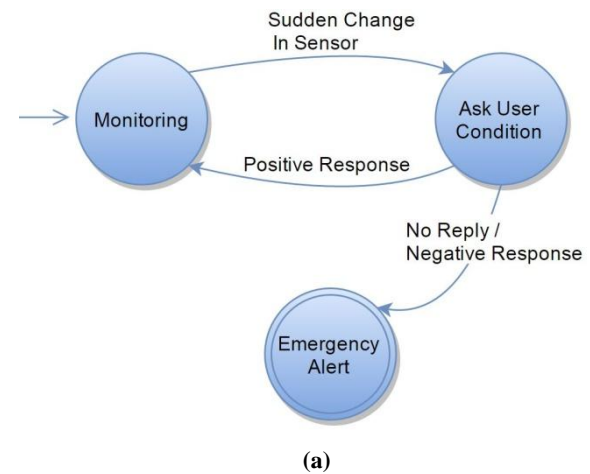 Sudden Change
In Sensor
Monitoring
Ask User
Condition
Positive Response
No Reply /
Negative Response
Emergency
Alert
(a)